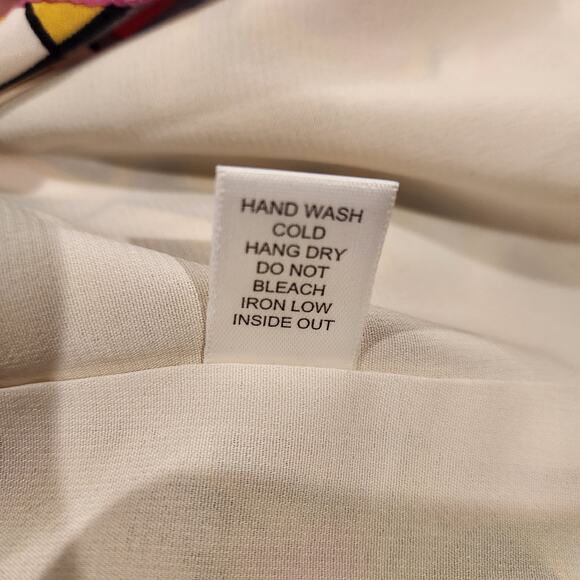 HAND WASH
COLD
HANG DRY
DO NOT
BLEACH
IRON LOW
INSIDE OUT